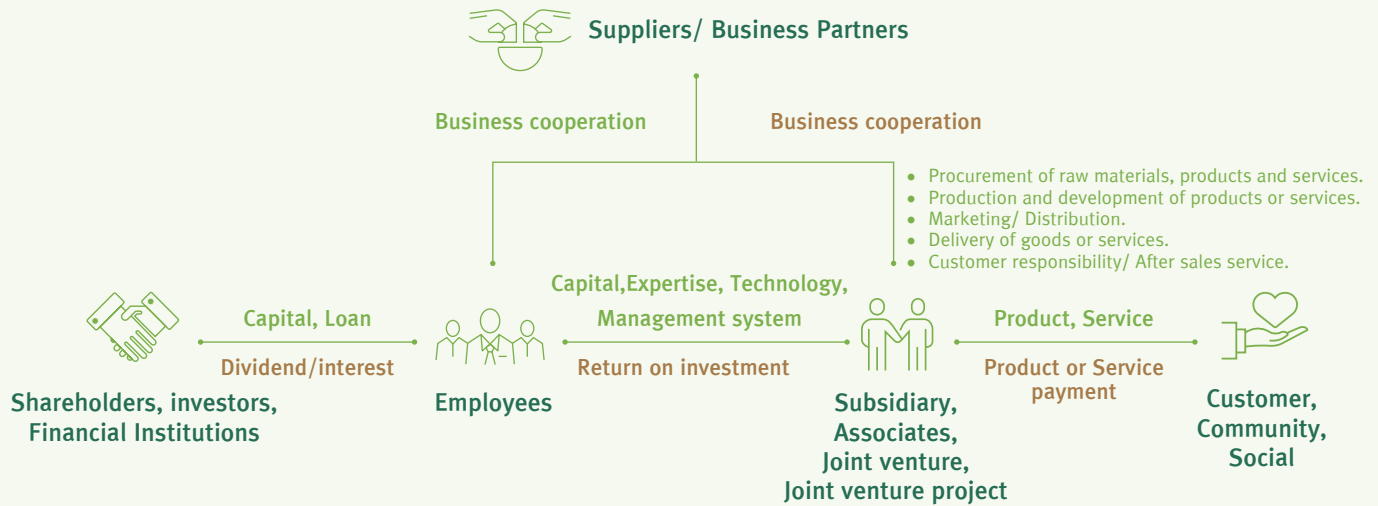 Suppliers/ Business Partners
Business cooperation
Business cooperation
• Procurement of raw materials, products and services.
• Production and development of products or services.
• Marketing/ Distribution.
• Delivery of goods or services.
• Customer responsibility/ After sales service.
Capital, Loan
Dividend/interest
Shareholders, investors,
Financial Institutions
Employees
Capital,Expertise, Technology,
Management system
Return on investment
Subsidiary,
Associates,
Joint venture,
Joint venture project
Product, Service
Product or Service
payment
Customer,
Community,
Social